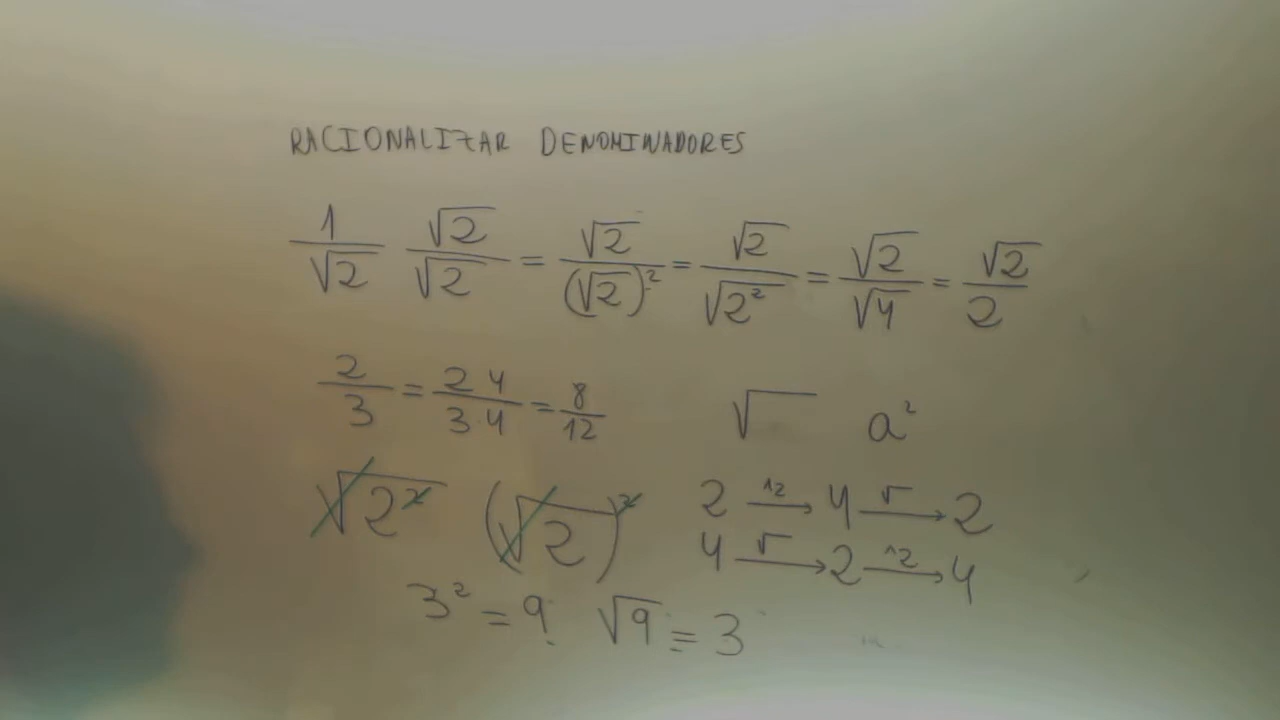 RACIONALIZAR DENOMINADORES
1/√2 √2/√2 = √2/(√2)² = √2/√2² = √2/√4 = √2/2
2/3 = 2 4/3·4 = 8/12 √ a²
√2² (√2)² 2 ^2→ 4 √→ 2
4 √→ 2 ^2→ 4
3² = 9 √9 = 3